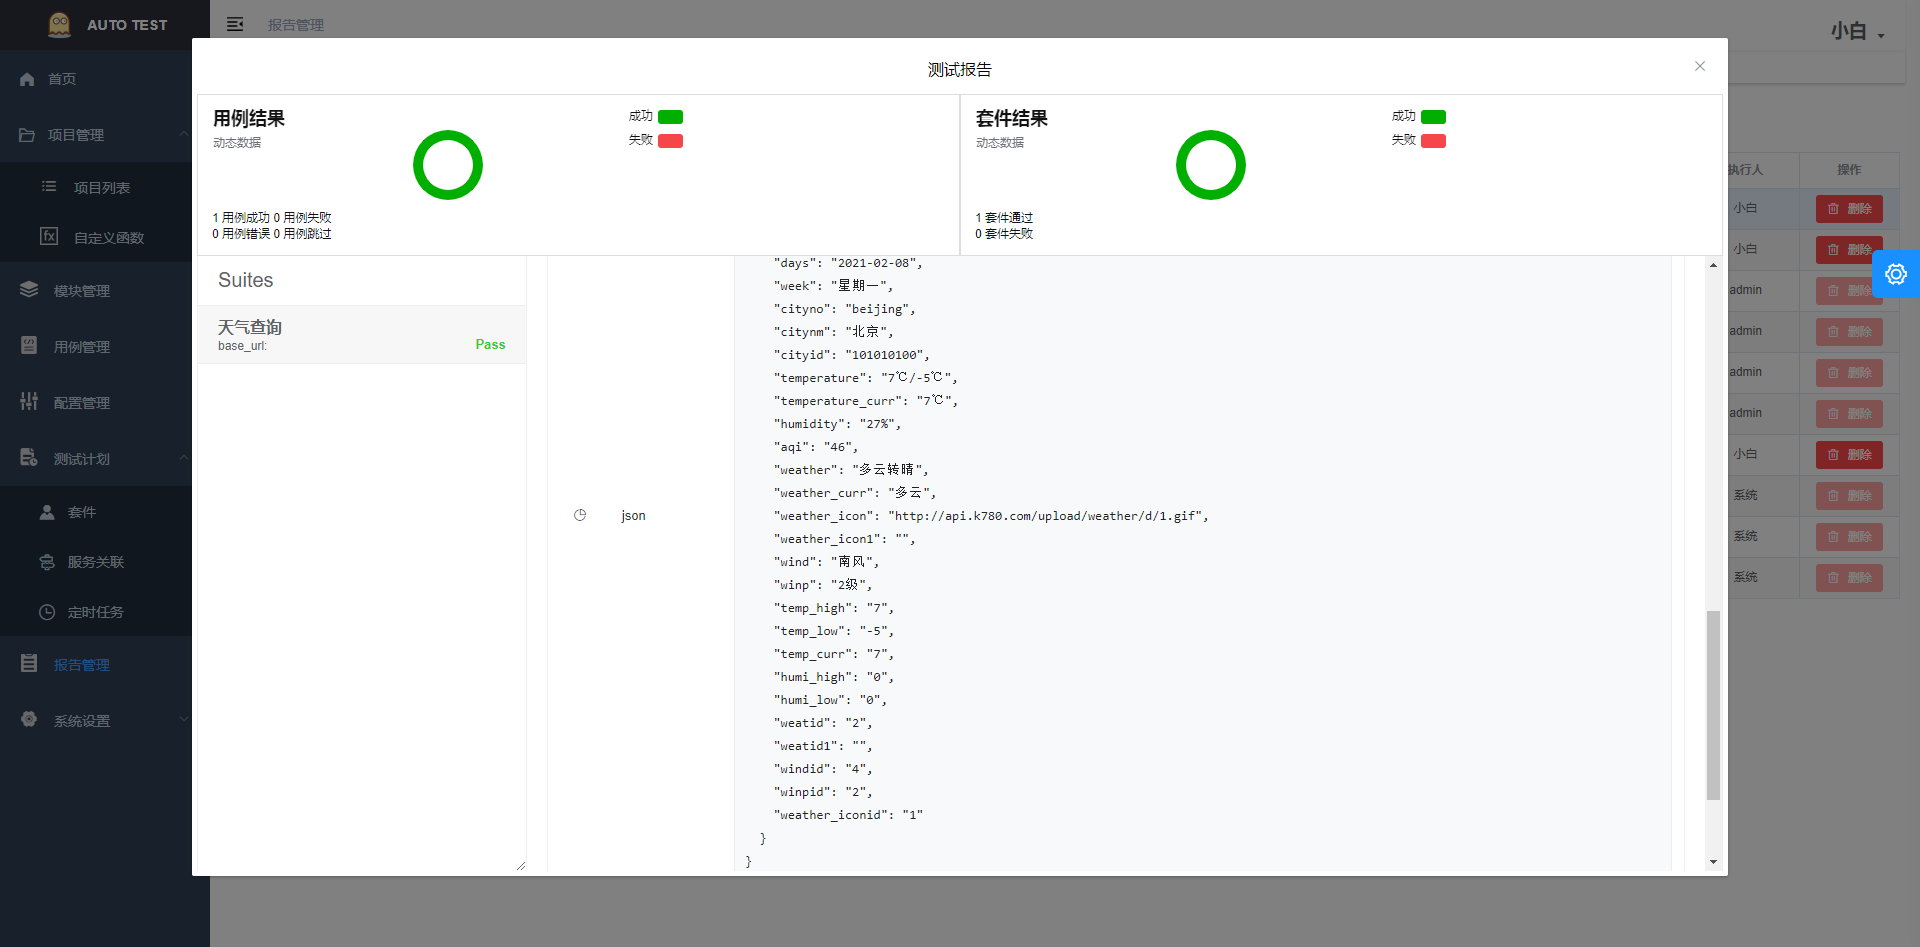 AUTO TEST
报告管理
小白
首页
项目管理
项目列表
自定义函数
模块管理
用例管理
配置管理
测试计划
套件
服务关联
定时任务
报告管理
系统设置
测试报告
用例结果
动态数据
成功
失败
1 用例成功 0 用例失败
0 用例错误 0 用例跳过
套件结果
动态数据
成功
失败
1 套件通过
0 套件失败
Suites
天气查询
base_url:
Pass
json
"days": "2021-02-08",
"week": "星期一",
"cityno": "beijing",
"citynm": "北京",
"cityid": "101010100",
"temperature": "7℃/-5℃",
"temperature_curr": "7℃",
"humidity": "27%",
"aqi": "46",
"weather": "多云转晴",
"weather_curr": "多云",
"weather_icon": "http://api.k780.com/upload/weather/d/1.gif",
"weather_icon1": "",
"wind": "南风",
"winp": "2级",
"temp_high": "7",
"temp_low": "-5",
"temp_curr": "7",
"humi_high": "0",
"humi_low": "0",
"weatid": "2",
"weatid1": "",
"windid": "4",
"winpid": "2",
"weather_iconid": "1"
}
}
执行人 操作
小白 删除
小白 删除
admin 删除
admin 删除
admin 删除
admin 删除
小白 删除
系统 删除
系统 删除
系统 删除